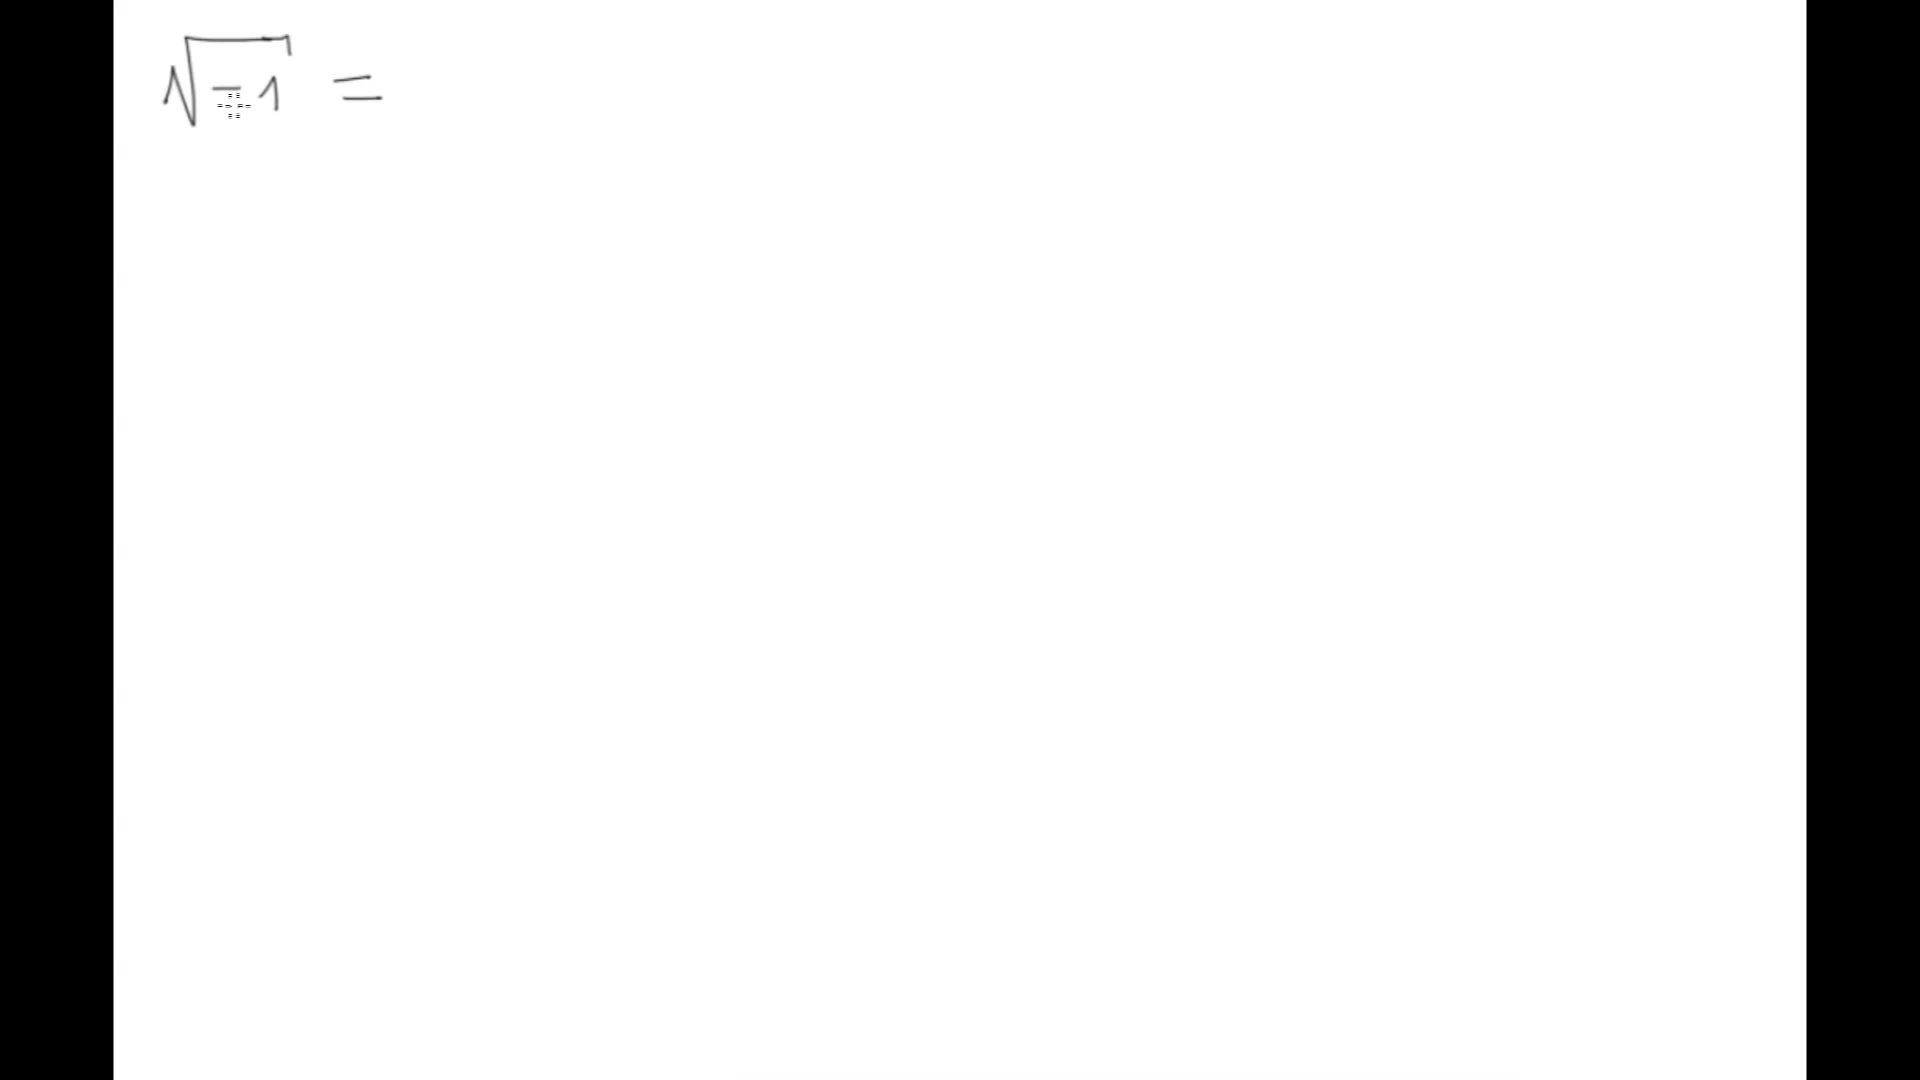 √-1 =